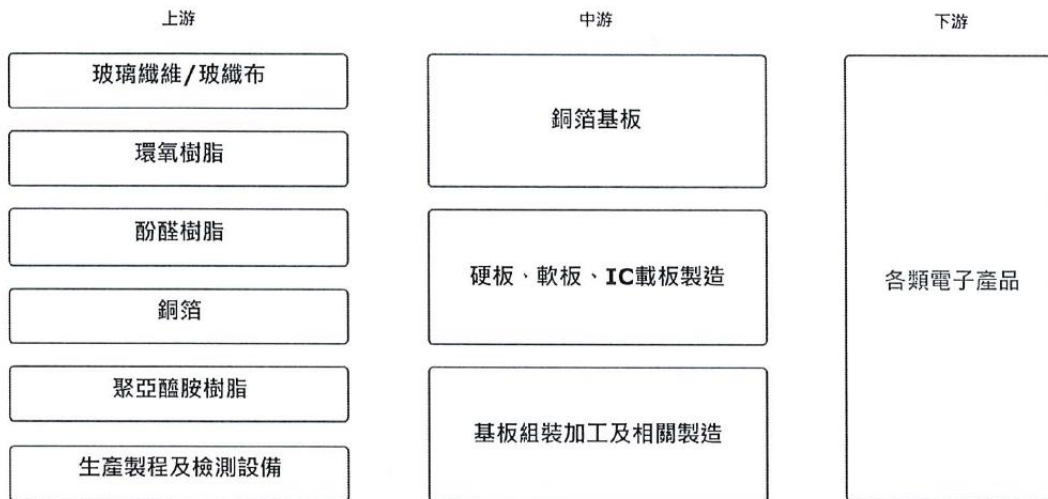 上游
中游
下游
玻璃纖維/玻纖布
環氧樹脂
酚醛樹脂
銅箔
聚亞醯胺樹脂
生產製程及檢測設備
銅箔基板
硬板、軟板、IC載板製造
基板組裝加工及相關製造
各類電子產品